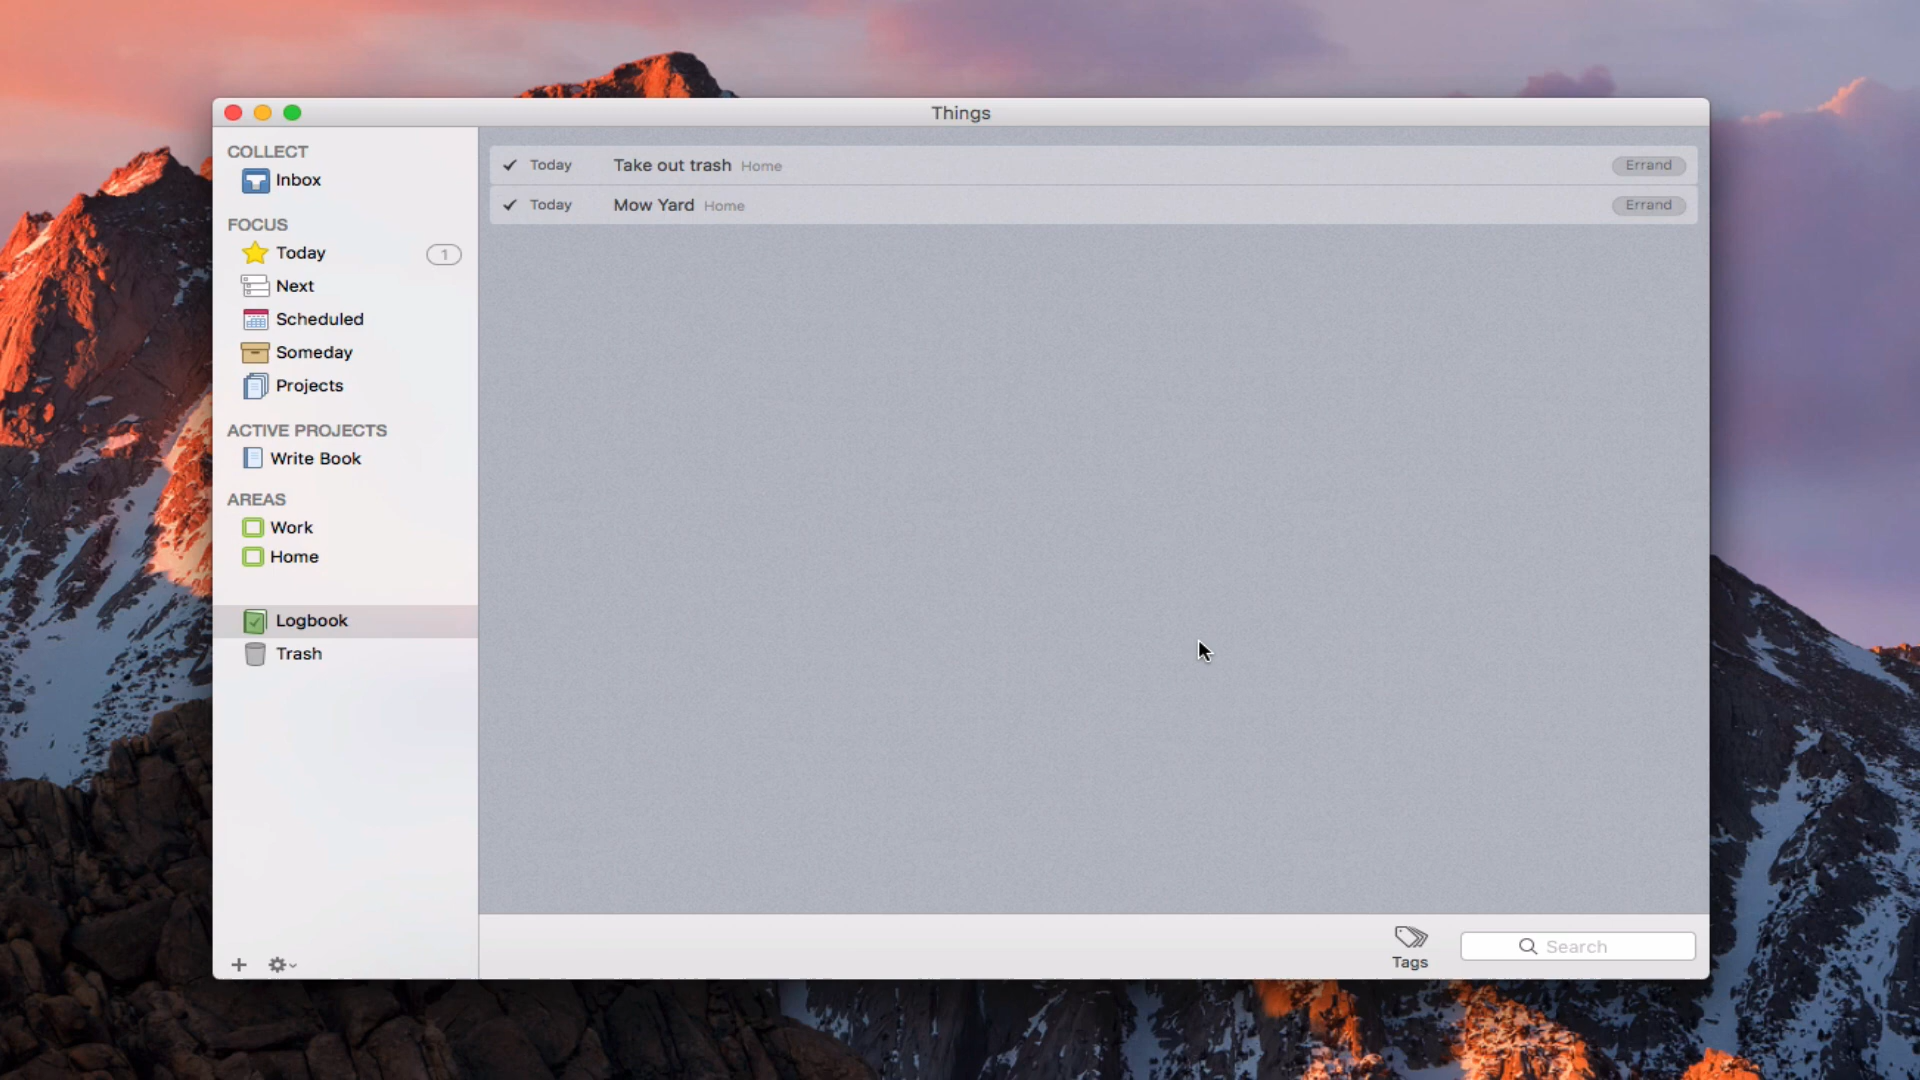 Things
COLLECT
Inbox
FOCUS
Today 1
Next
Scheduled
Someday
Projects
ACTIVE PROJECTS
Write Book
AREAS
Work
Home
Logbook
Trash
Today Take out trash Home Errand
Today Mow Yard Home Errand
Tags
Search